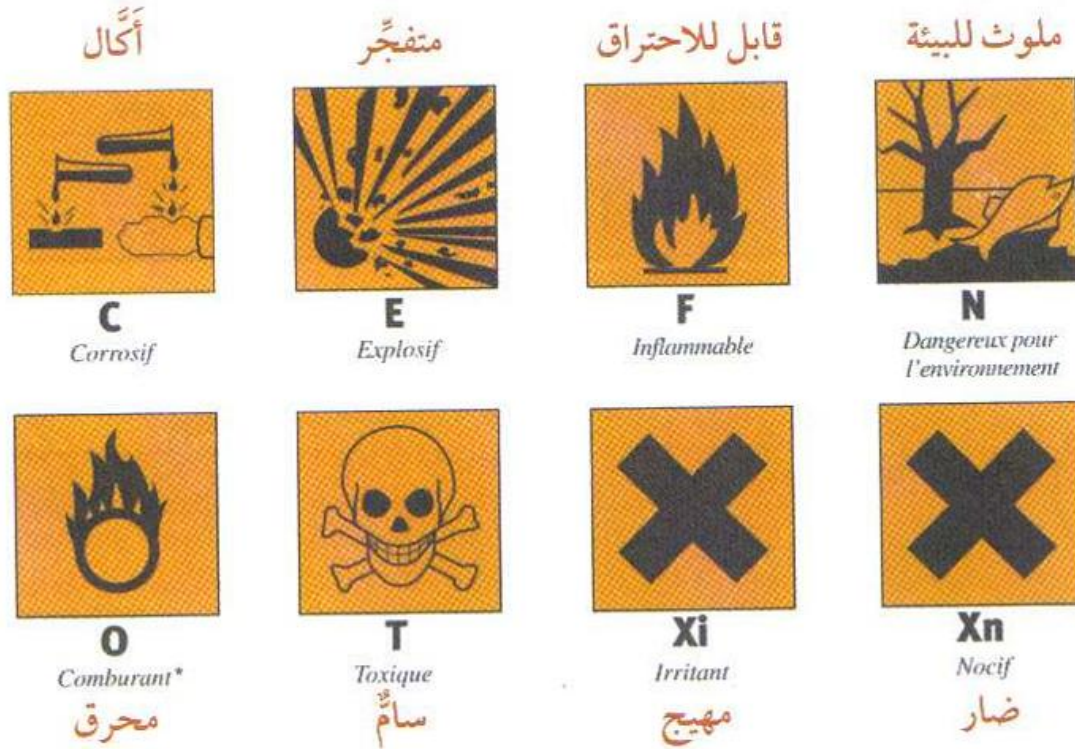 ملوث للبيئة
قابل للاحتراق
متفجِّر
أَكَّال
C
E
F
N
Corrosif
Explosif
Inflammable
Dangereux pour
l'environnement
O
T
Xi
Xn
Comburant*
Toxique
Irritant
Nocif
ضار
مهيج
سامٌّ
محرق